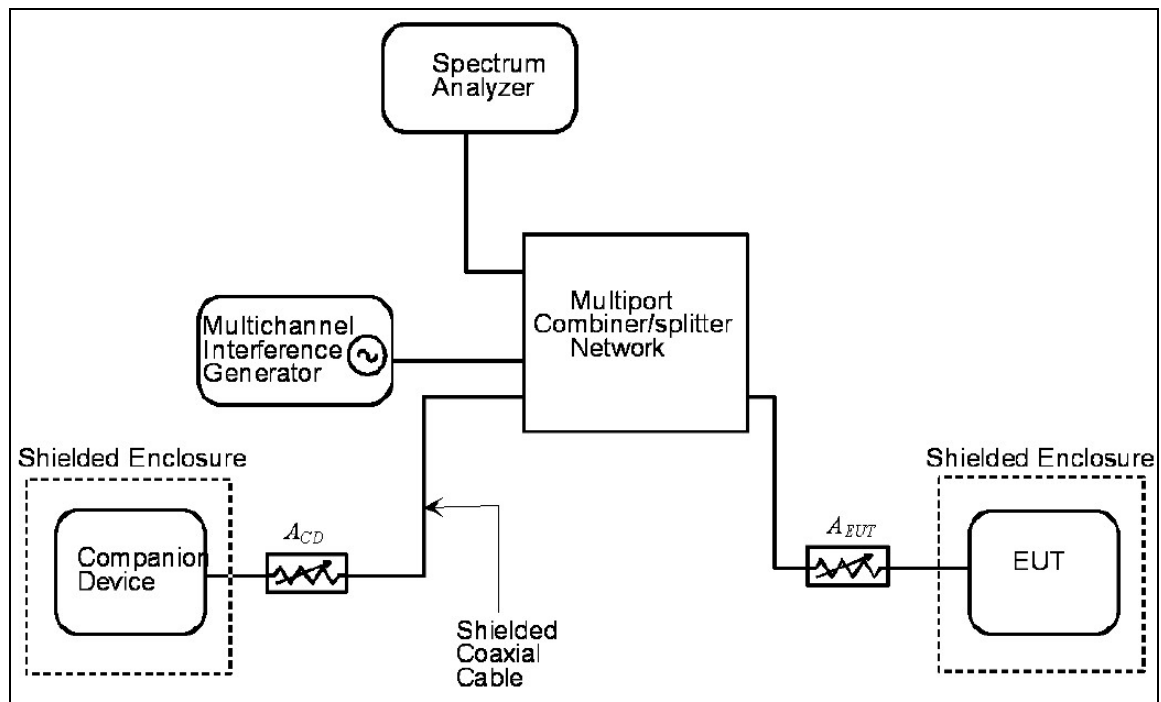 Spectrum
Analyzer
Multiport
Combiner/splitter
Network
Multichannel
Interference
Generator
Shielded Enclosure
Shielded Enclosure
Companion
Device
A_CD
A_EUT
EUT
Shielded
Coaxial
Cable